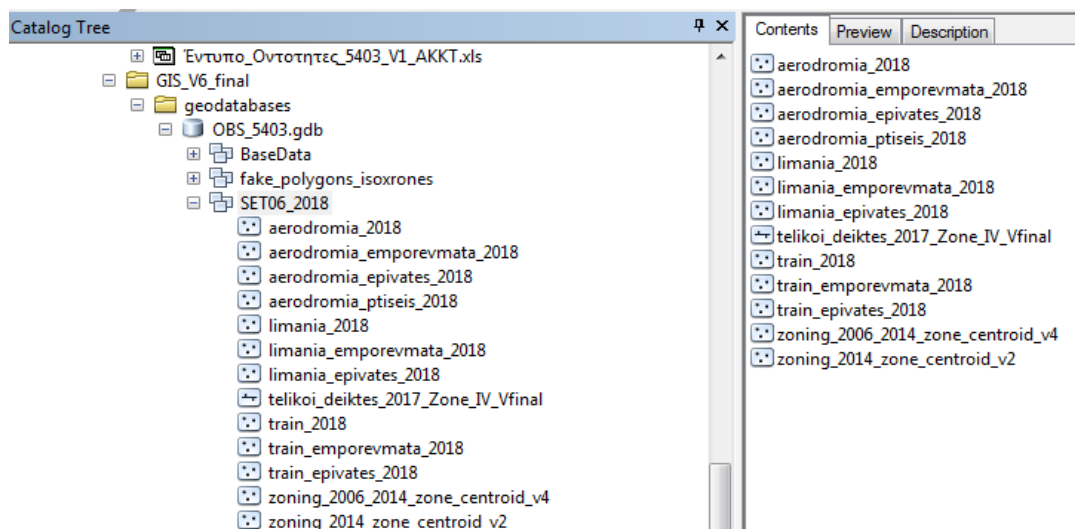 Catalog Tree
Έντυπο_Οντοτητες_5403_V1_AKKT.xls
GIS_V6_final
geodatabases
OBS_5403.gdb
BaseData
fake_polygons_isoxrones
SET06_2018
aerodromia_2018
aerodromia_emporevmata_2018
aerodromia_epivates_2018
aerodromia_ptiseis_2018
limania_2018
limania_emporevmata_2018
limania_epivates_2018
telikoi_deiktes_2017_Zone_IV_Vfinal
train_2018
train_emporevmata_2018
train_epivates_2018
zoning_2006_2014_zone_centroid_v4
zoning_2014_zone_centroid_v2
Contents Preview Description
aerodromia_2018
aerodromia_emporevmata_2018
aerodromia_epivates_2018
aerodromia_ptiseis_2018
limania_2018
limania_emporevmata_2018
limania_epivates_2018
telikoi_deiktes_2017_Zone_IV_Vfinal
train_2018
train_emporevmata_2018
train_epivates_2018
zoning_2006_2014_zone_centroid_v4
zoning_2014_zone_centroid_v2